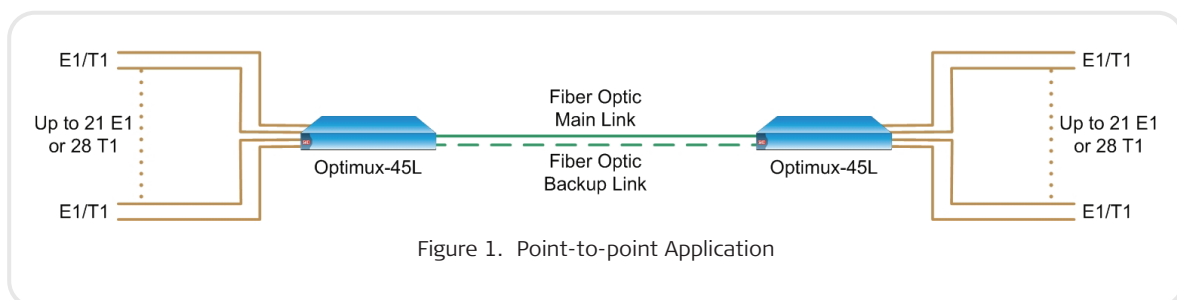 E1/T1
Up to 21 E1
or 28 T1
E1/T1
Optimux-45L
Fiber Optic
Main Link
Fiber Optic
Backup Link
Optimux-45L
E1/T1
Up to 21 E1
or 28 T1
E1/T1
Figure 1. Point-to-point Application